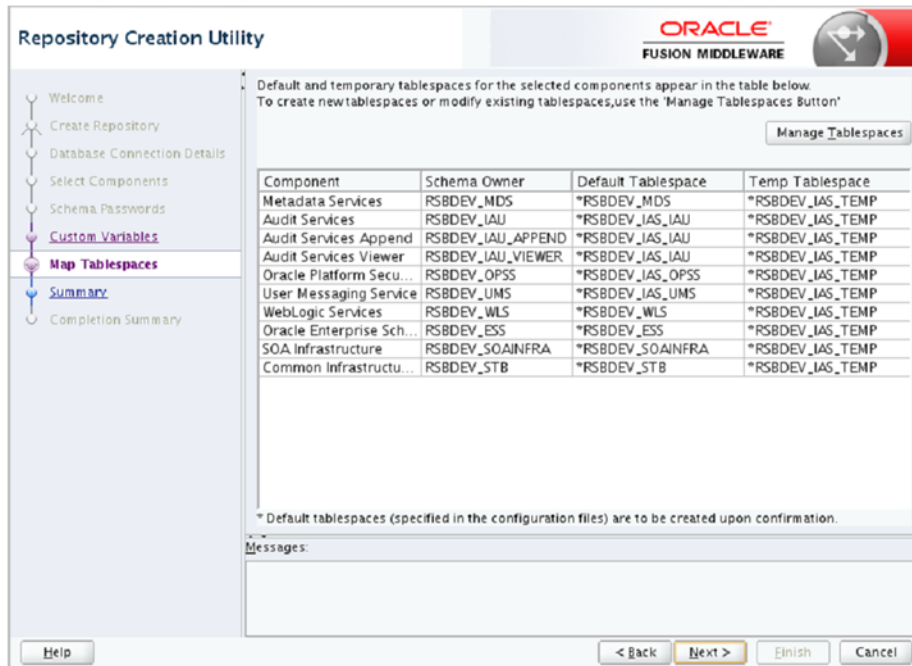 Repository Creation Utility
ORACLE
FUSION MIDDLEWARE
Welcome
Create Repository
Database Connection Details
Select Components
Schema Passwords
Custom Variables
Map Tablespaces
Summary
Completion Summary
Default and temporary tablespaces for the selected components appear in the table below.
To create new tablespaces or modify existing tablespaces,use the 'Manage Tablespaces Button'
Manage Tablespaces
Component Schema Owner Default Tablespace Temp Tablespace
Metadata Services RSBDEV_MDS *RSBDEV_MDS *RSBDEV_IAS_TEMP
Audit Services RSBDEV_IAU *RSBDEV_IAS_IAU *RSBDEV_IAS_TEMP
Audit Services Append RSBDEV_IAU_APPEND *RSBDEV_IAS_IAU *RSBDEV_IAS_TEMP
Audit Services Viewer RSBDEV_IAU_VIEWER *RSBDEV_IAS_IAU *RSBDEV_IAS_TEMP
Oracle Platform Secu... RSBDEV_OPSS *RSBDEV_IAS_OPSS *RSBDEV_IAS_TEMP
User Messaging Service RSBDEV_UMS *RSBDEV_IAS_UMS *RSBDEV_IAS_TEMP
WebLogic Services RSBDEV_WLS *RSBDEV_WLS *RSBDEV_IAS_TEMP
Oracle Enterprise Sch... RSBDEV_ESS *RSBDEV_ESS *RSBDEV_IAS_TEMP
SOA Infrastructure RSBDEV_SOAINFRA *RSBDEV_SOAINFRA *RSBDEV_IAS_TEMP
Common Infrastructu... RSBDEV_STB *RSBDEV_STB *RSBDEV_IAS_TEMP
* Default tablespaces (specified in the configuration files) are to be created upon confirmation.
Messages:
Help
< Back
Next >
Finish
Cancel